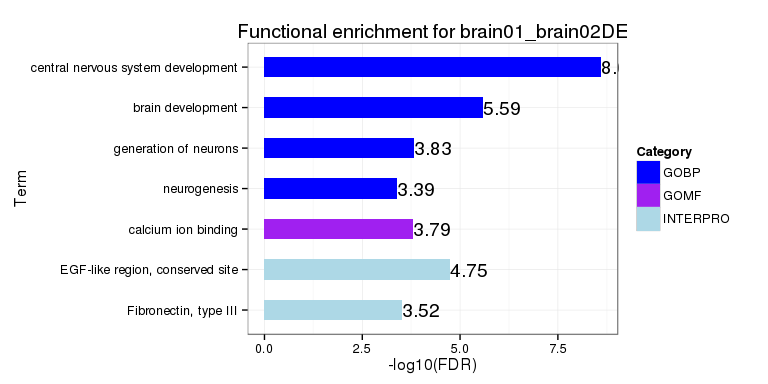 Functional enrichment for brain01_brain02DE
central nervous system development
brain development
generation of neurons
neurogenesis
calcium ion binding
EGF-like region, conserved site
Fibronectin, type III
Term
5.59
3.83
3.39
3.79
4.75
3.52
0.0 2.5 5.0 7.5
-log10(FDR)
Category
GOBP
GOMF
INTERPRO